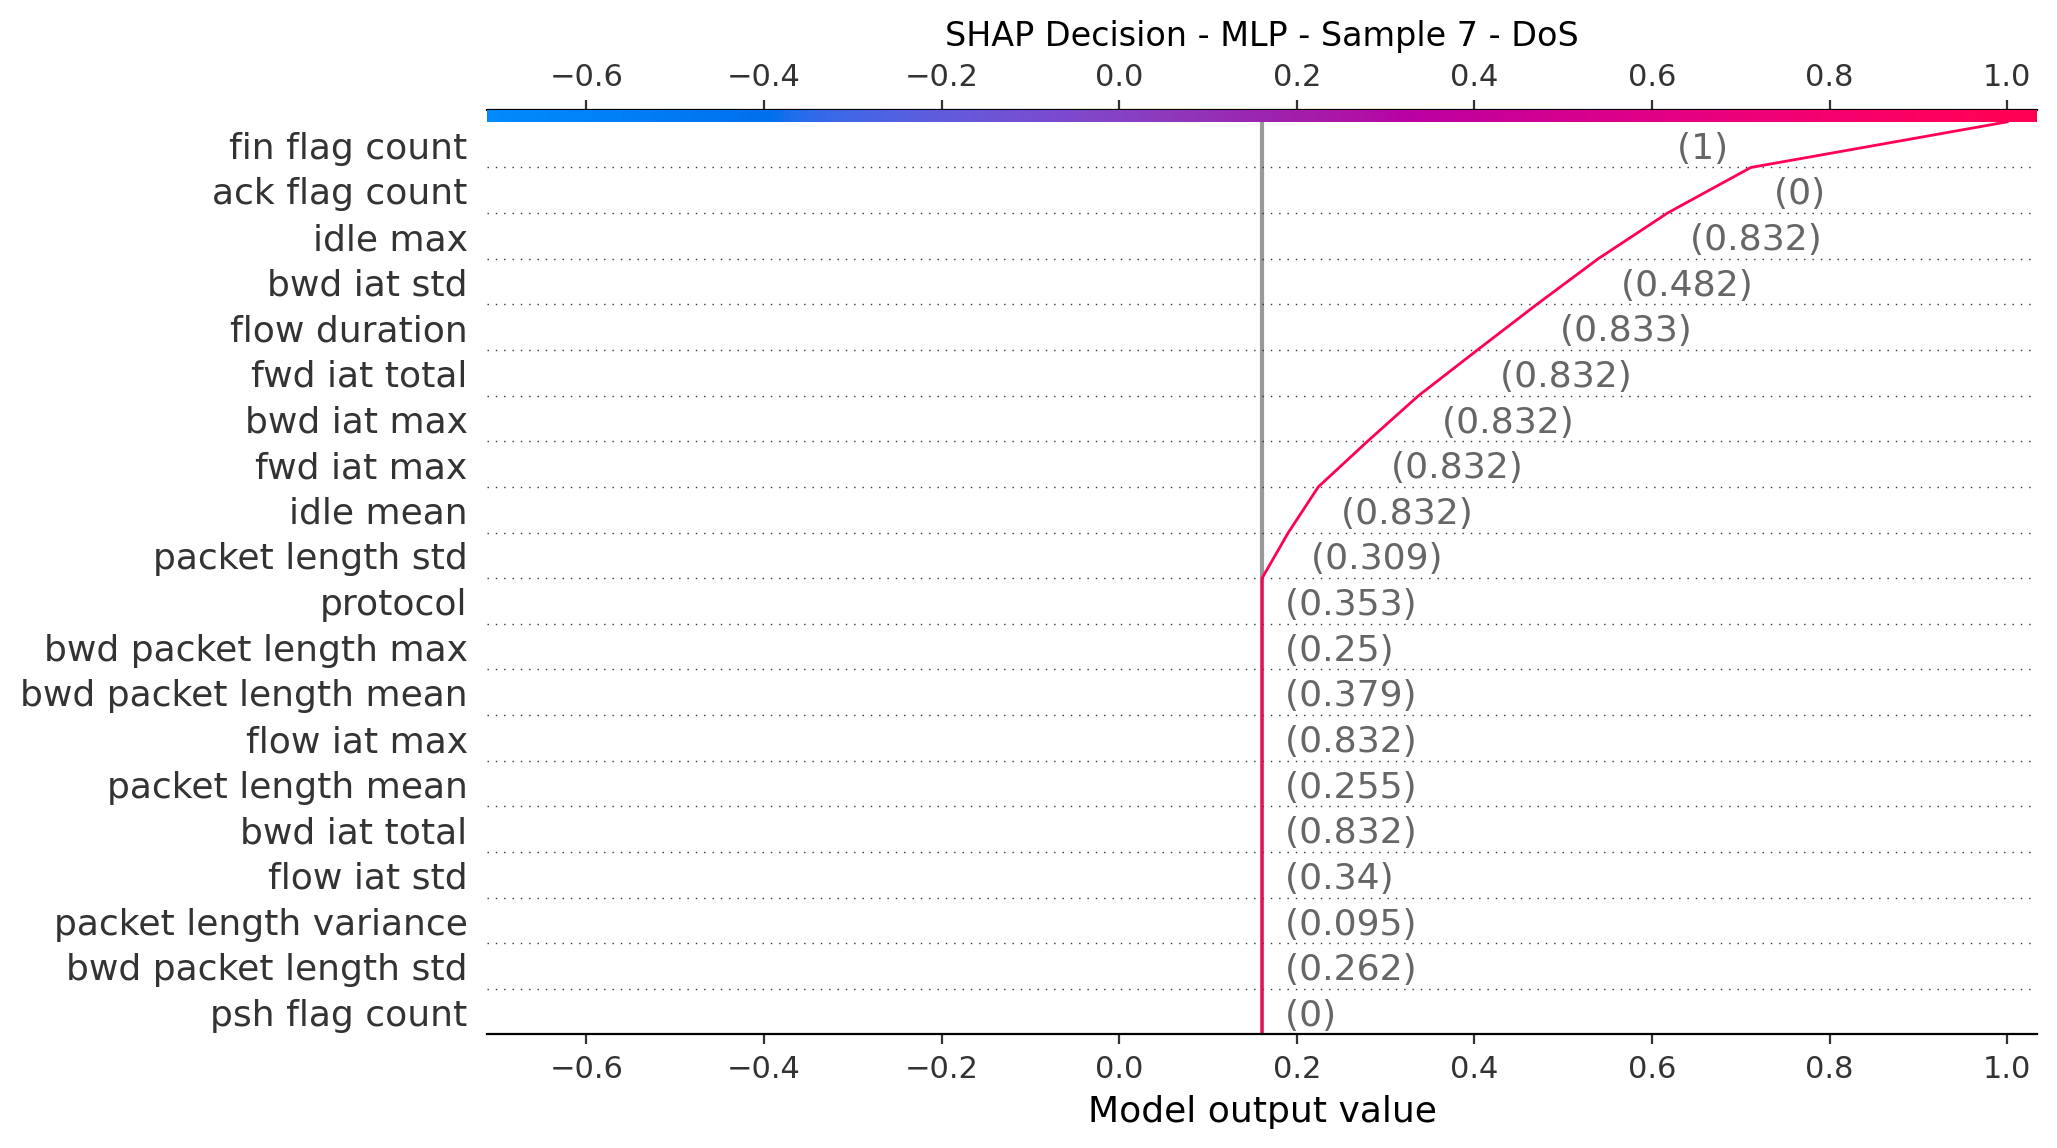 SHAP Decision - MLP - Sample 7 - DoS
−0.6 −0.4 −0.2 0.0 0.2 0.4 0.6 0.8 1.0
fin flag count (1)
ack flag count (0)
idle max (0.832)
bwd iat std (0.482)
flow duration (0.833)
fwd iat total (0.832)
bwd iat max (0.832)
fwd iat max (0.832)
idle mean (0.832)
packet length std (0.309)
protocol (0.353)
bwd packet length max (0.25)
bwd packet length mean (0.379)
flow iat max (0.832)
packet length mean (0.255)
bwd iat total (0.832)
flow iat std (0.34)
packet length variance (0.095)
bwd packet length std (0.262)
psh flag count (0)
−0.6 −0.4 −0.2 0.0 0.2 0.4 0.6 0.8 1.0
Model output value